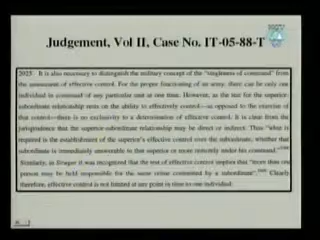 Judgement, Vol II, Case No. IT-05-88-T
2025 It is also necessary to distinguish the military concept of the "singleness of command" from
the assessment of effective control. For the proper functioning of an army, there can be only one
individual in command of any particular unit at one time. However, as the test for the superior-
subordinate relationship rests on the ability to effectively control—as opposed to the exercise of
that control—there is no exclusivity to a determination of effective control. It is clear from the
jurisprudence that the superior-subordinate relationship may be direct or indirect. Thus "what is
required is the establishment of the superior's effective control over the subordinate, whether that
subordinate is immediately answerable to that superior or more remotely under his command."
Similarly, in it was recognized that the test of effective control implies that "more than one
person may be held responsible for the same crime committed by a subordinate". Clearly
therefore, effective control is not limited at any point in time to one individual.